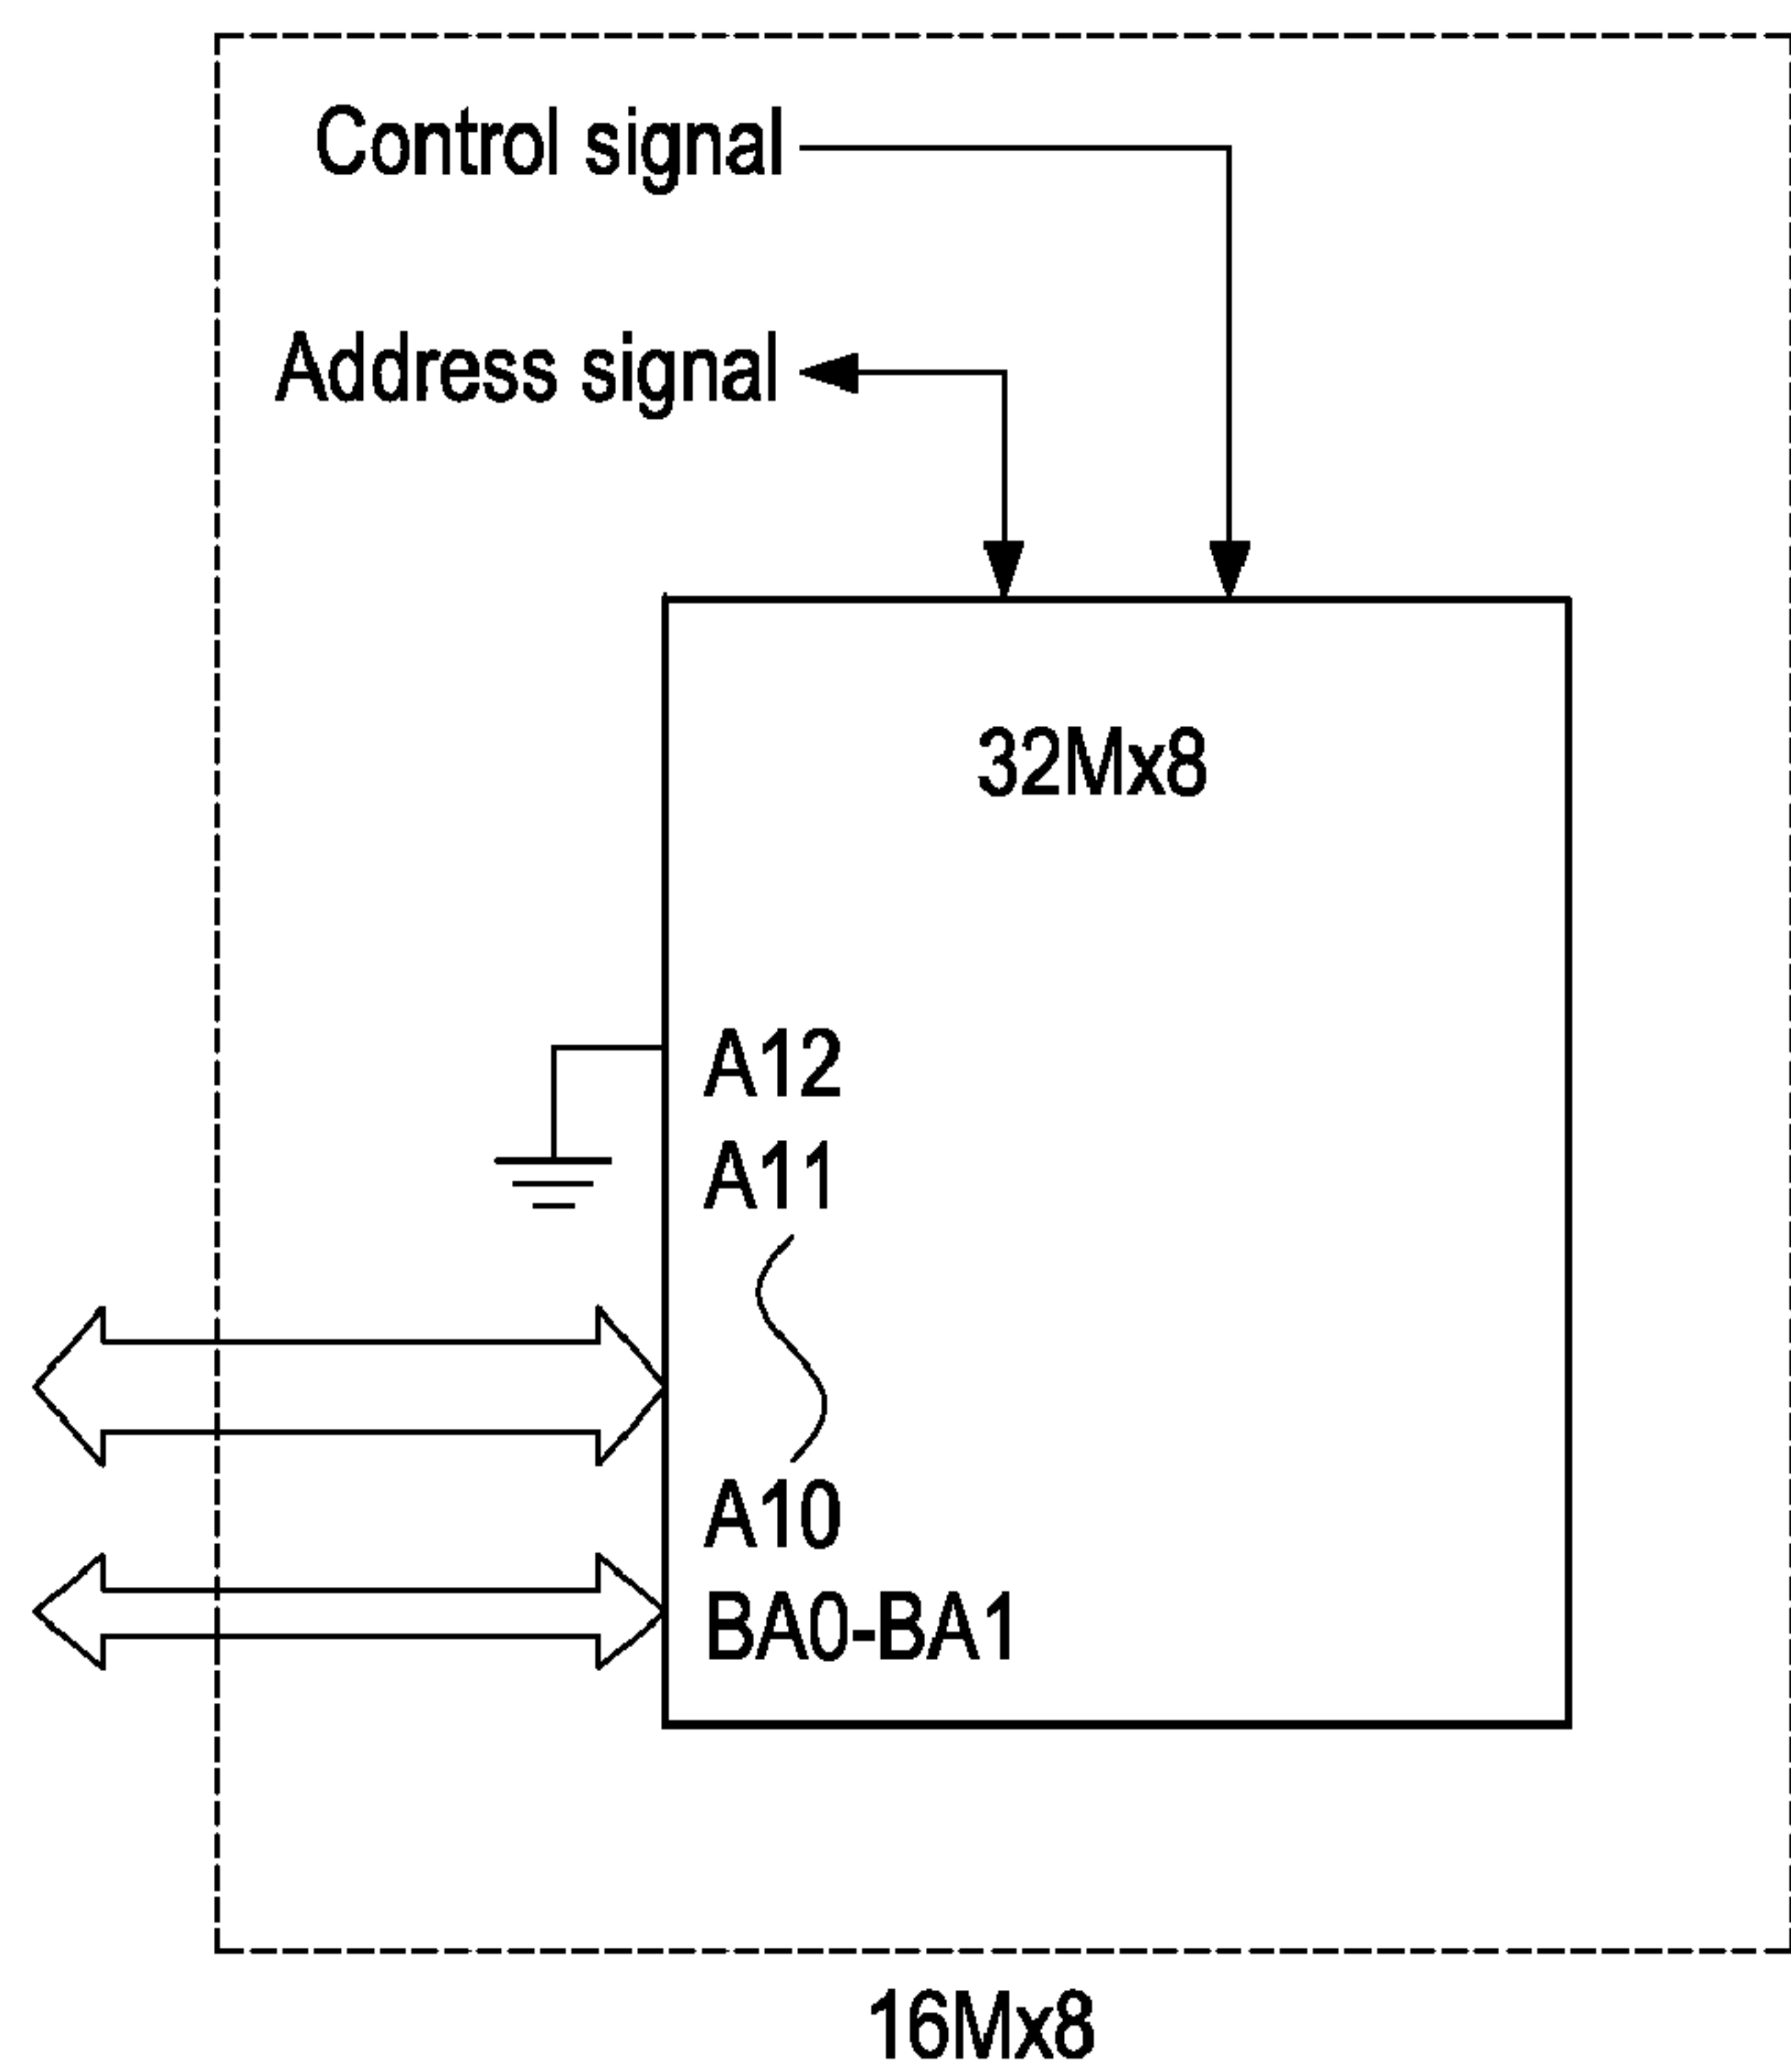 Control signal
Address signal
32Mx8
A12
A11
A10
BA0-BA1
16Mx8